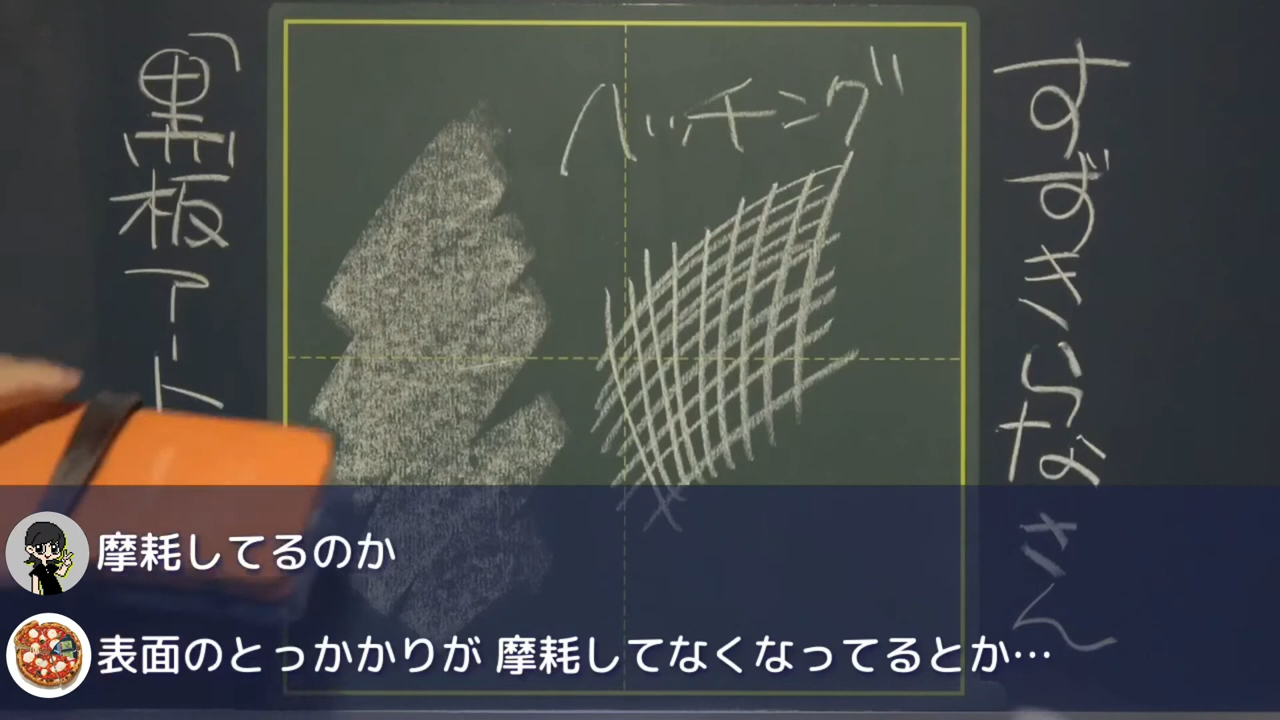 すずきらなさん
「黒板アート
ハッチング
摩耗してるのか
表面のとっかかりが 摩耗してなくなってるとか…